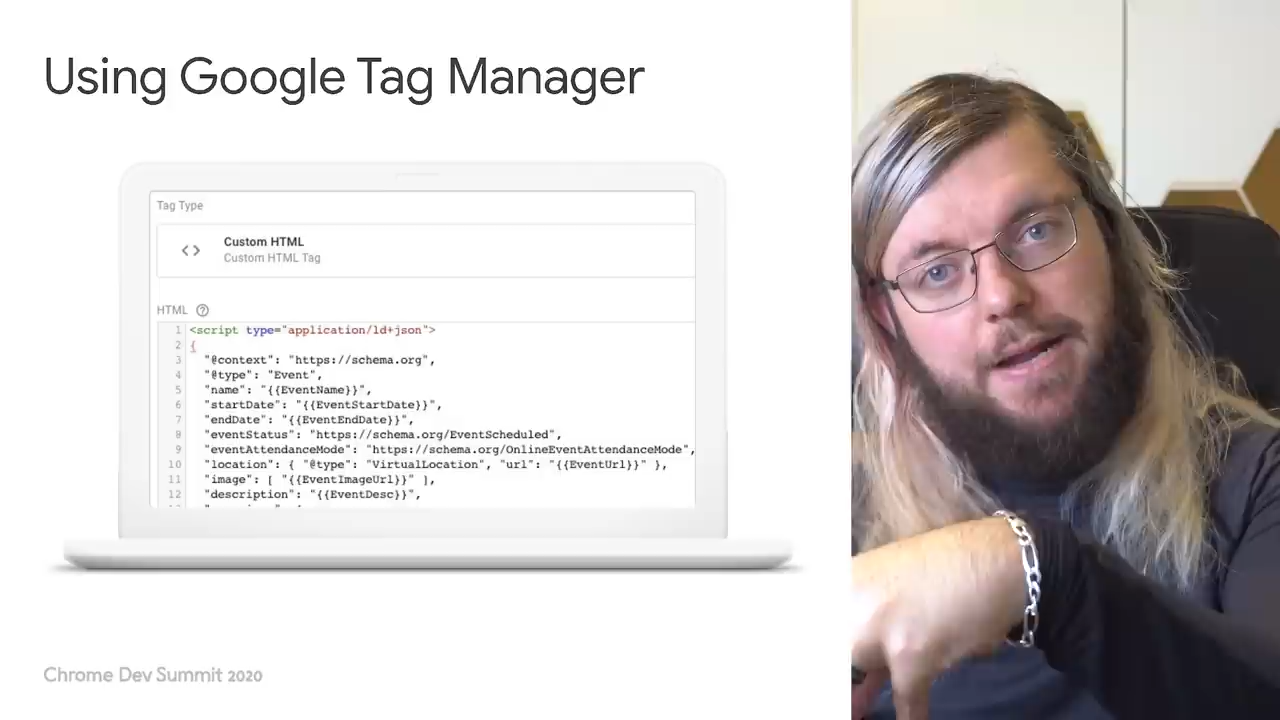 Using Google Tag Manager
Tag Type
<> Custom HTML
Custom HTML Tag
HTML ?
1 <script type="application/ld+json">
2 {
3 "@context": "https://schema.org",
4 "@type": "Event",
5 "name": "{{EventName}}",
6 "startDate": "{{EventStartDate}}",
7 "endDate": "{{EventEndDate}}",
8 "eventStatus": "https://schema.org/EventScheduled",
9 "eventAttendanceMode": "https://schema.org/OnlineEventAttendanceMode",
10 "location": { "@type": "VirtualLocation", "url": "{{EventUrl}}" },
11 "image": [ "{{EventImageUrl}}" ],
12 "description": "{{EventDesc}}",
Chrome Dev Summit 2020